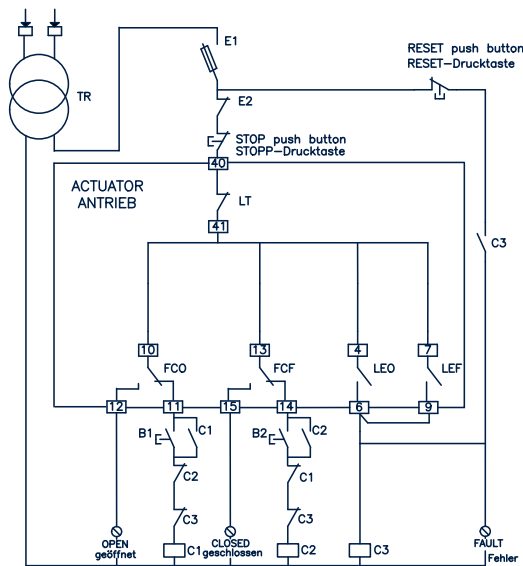 E1
RESET push button
RESET-Drucktaste
TR
E2
STOP push button
STOPP-Drucktaste
40
ACTUATOR
ANTRIEB
LT
41
C3
10
13
4
7
FCO
FCF
LEO
LEF
12
11
15
14
6
9
B1
C1
B2
C2
C2
C1
C3
C3
OPEN
geöffnet
C1
CLOSED
geschlossen
C2
C3
FAULT
Fehler